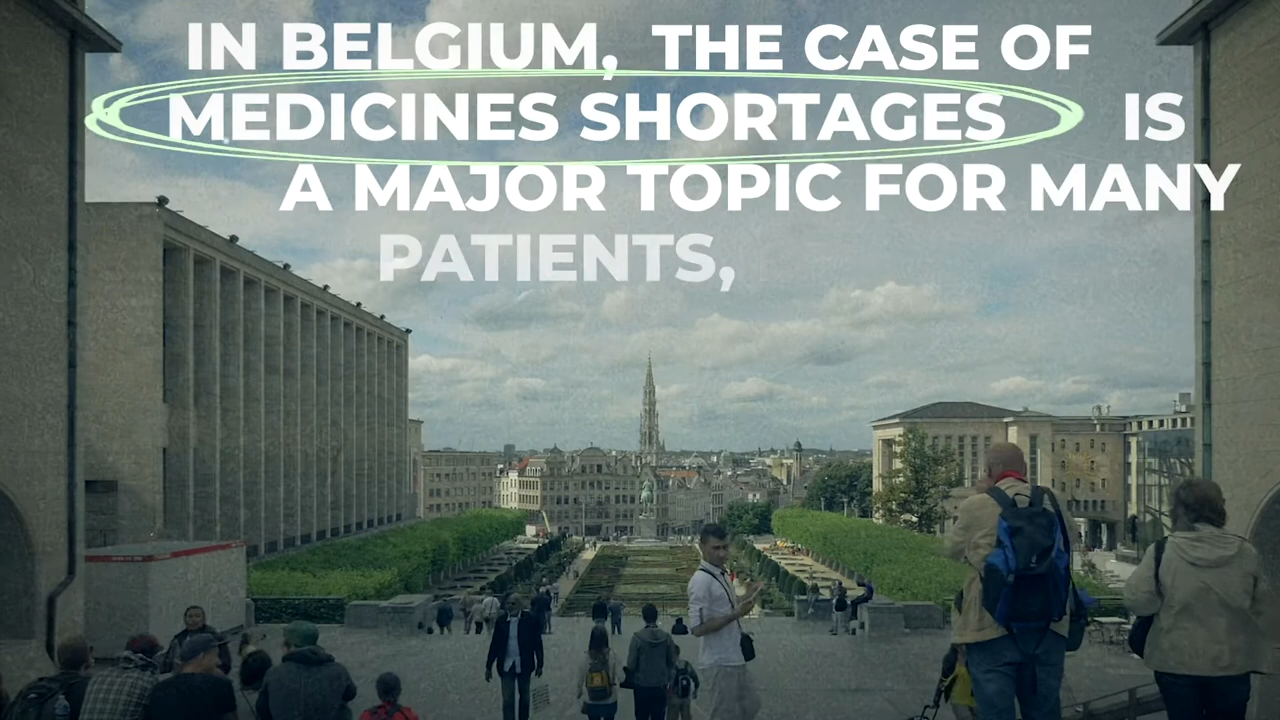 IN BELGIUM, THE CASE OF
MEDICINES SHORTAGES IS
A MAJOR TOPIC FOR MANY
PATIENTS,